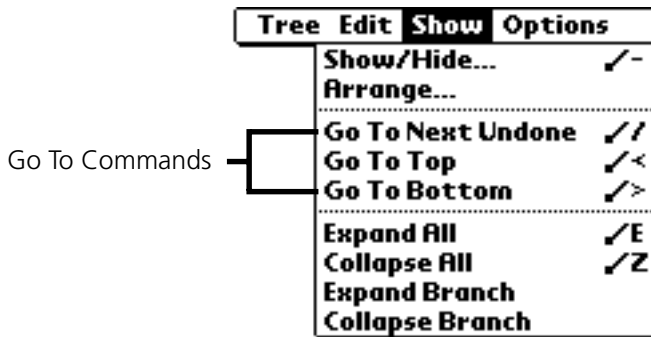 Tree Edit Show Options
Show/Hide... -
Arrange...
Go To Next Undone /
Go To Commands
Go To Top <
Go To Bottom >
Expand All E
Collapse All Z
Expand Branch
Collapse Branch